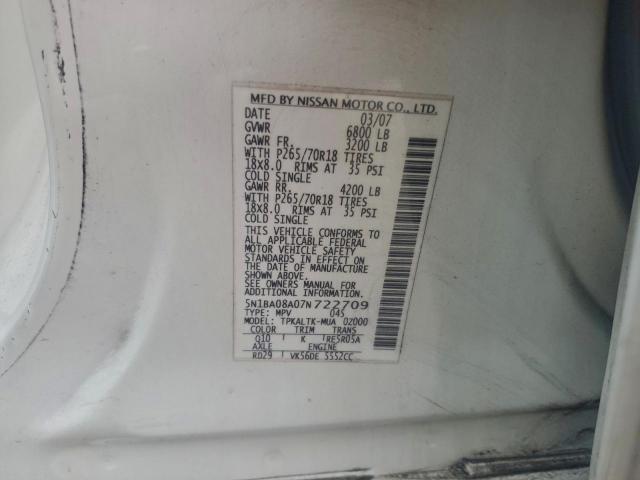 MFD BY NISSAN MOTOR CO., LTD.
DATE 03/07
GVWR 6800 LB
GAWR FR. 3200 LB
WITH P265/70R18 TIRES
18X8.0 RIMS AT 35 PSI
COLD SINGLE
GAWR RR. 4200 LB
WITH P265/70R18 TIRES
18X8.0 RIMS AT 35 PSI
COLD SINGLE
THIS VEHICLE CONFORMS TO
ALL APPLICABLE FEDERAL
MOTOR VEHICLE SAFETY
STANDARDS IN EFFECT ON
THE DATE OF MANUFACTURE
SEE OWNERS MANUAL FOR
ADDITIONAL INFORMATION
5N1BA08A07N722709
TYPE: MPV 045
MODEL: TPKALTK-MUA 02000
COLOR TRIM TRANS
Q10 K RE5R05A
AXLE ENGINE
RD29 VK56DE 5552CC